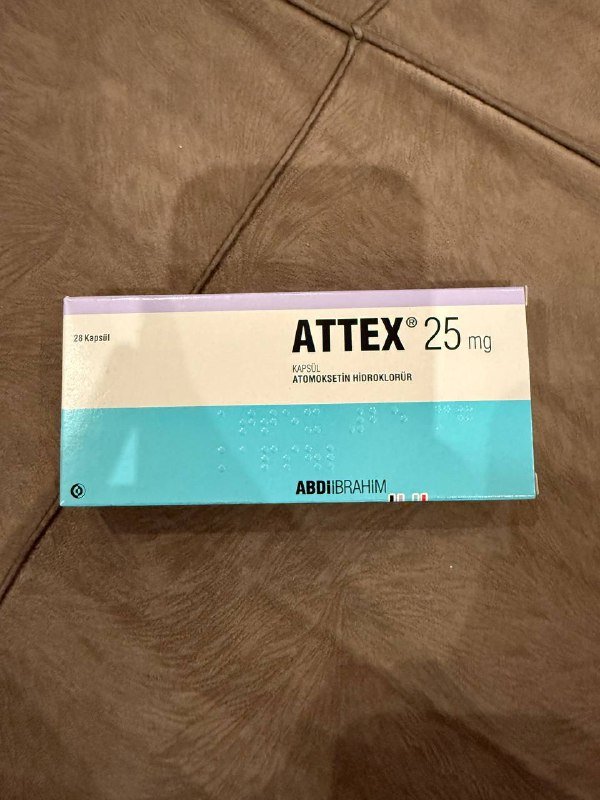 28 Kapsül
ATTEX® 25 mg
KAPSÜL
ATOMOKSETİN HİDROKLORÜR
ABDİİBRAHİM